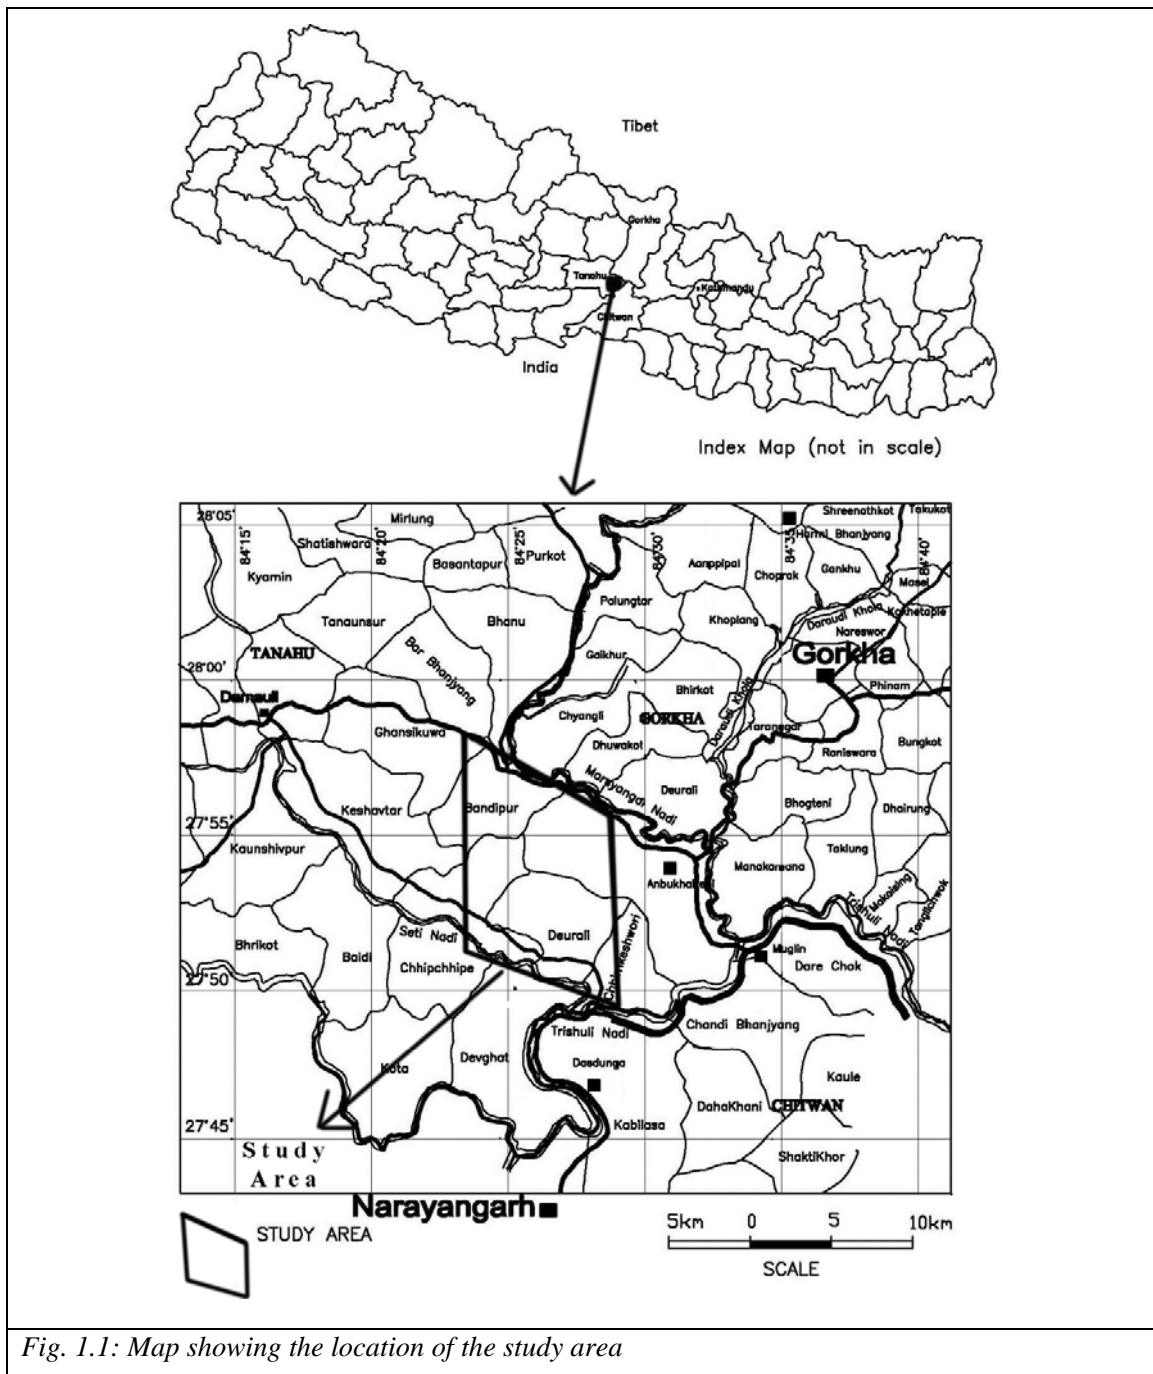 Tibet
Gorkha
Tanahu
Kathmandu
Chitwan
India
Index Map (not in scale)
28°05'
84°15'
84°20'
84°25'
84°30'
84°35'
84°40'
Mirlung
Shatishwara
Kyamin
Basantapur
Purkot
Aanppipal
Choprak
Shreenathkot
Takukot
Harmi Bhanjyang
Gankhu
Masel
Palungtar
Khoplang
Daraudi Khola
Nareswor
Tanaunsur
Bhanu
TANAHU
Bar Bhanjyang
Gaikhur
Gorkha
28°00'
Damauli
Bhirkot
Phinam
Chyangli
GORKHA
Daraudi Khola
Taranagar
Ghansikuwa
Dhuwakot
Raniswara
Bungkot
Marsyangdi Nadi
Deurali
Keshavtar
Bandipur
Bhogteni
Dhairung
27°55'
Kaunshivpur
Taklung
Manakamana
Makaising
Trishuli Nadi
Tanglichwok
Bhrikot
Baidi
Seti Nadi
Chhipchhipe
Deurali
Muglin
Dare Chok
27°50'
Trishuli Nadi
Chandi Bhanjyang
Kota
Devghat
Dasdunga
Kaule
DahaKhani
CHITWAN
Kabilasa
27°45'
ShaktiKhor
Study
Area
Narayangarh
STUDY AREA
5km 0 5 10km
SCALE
Fig. 1.1: Map showing the location of the study area